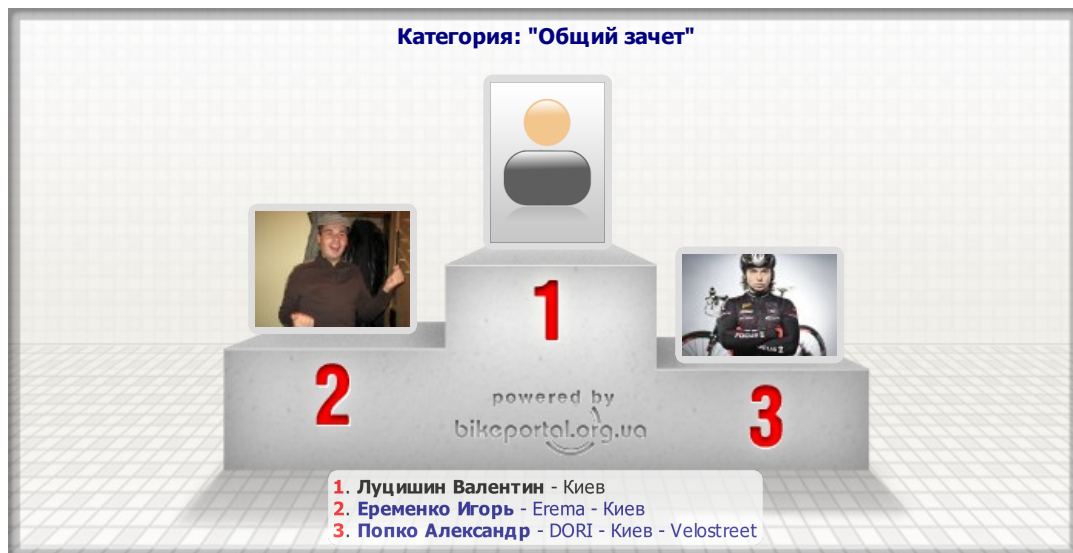 Категория: "Общий зачет"
1
2
3
powered by
bikeportal.org.ua
FOCUS
1. Луцишин Валентин - Киев
2. Еременко Игорь - Erema - Киев
3. Попко Александр - DORI - Киев - Velostreet